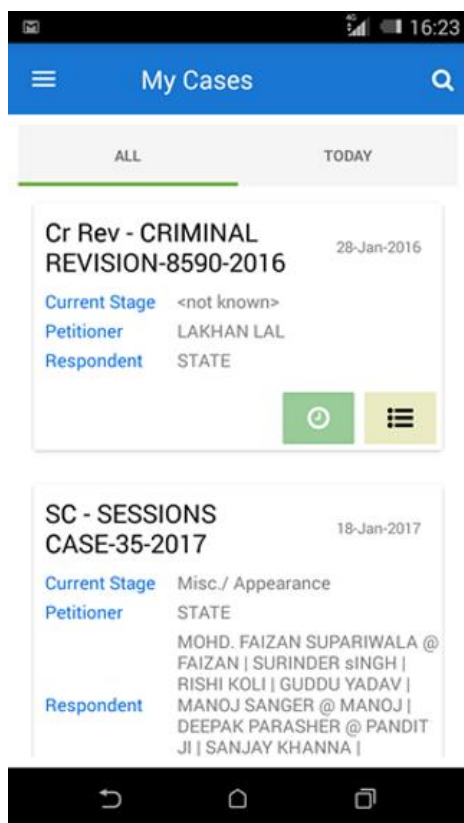 4G 16:23
My Cases
ALL TODAY
Cr Rev - CRIMINAL
REVISION-8590-2016
28-Jan-2016
Current Stage <not known>
Petitioner LAKHAN LAL
Respondent STATE
SC - SESSIONS
CASE-35-2017
18-Jan-2017
Current Stage Misc./ Appearance
Petitioner STATE
Respondent
MOHD. FAIZAN SUPARIWALA @
FAIZAN | SURINDER sINGH |
RISHI KOLI | GUDDU YADAV |
MANOJ SANGER @ MANOJ |
DEEPAK PARASHER @ PANDIT
JI | SANJAY KHANNA |